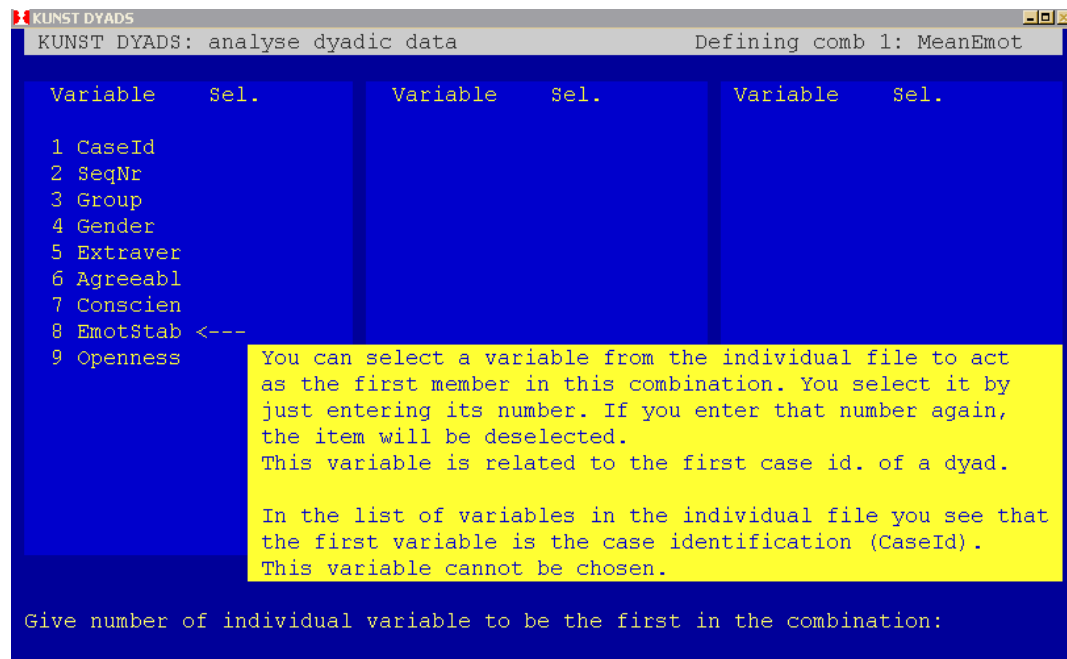 KUNST DYADS
KUNST DYADS: analyse dyadic data Defining comb 1: MeanEmot
Variable Sel. Variable Sel. Variable Sel.
1 CaseId
2 SeqNr
3 Group
4 Gender
5 Extraver
6 Agreeabl
7 Conscien
8 EmotStab <---
9 Openness
You can select a variable from the individual file to act
as the first member in this combination. You select it by
just entering its number. If you enter that number again,
the item will be deselected.
This variable is related to the first case id. of a dyad.
In the list of variables in the individual file you see that
the first variable is the case identification (CaseId).
This variable cannot be chosen.
Give number of individual variable to be the first in the combination: